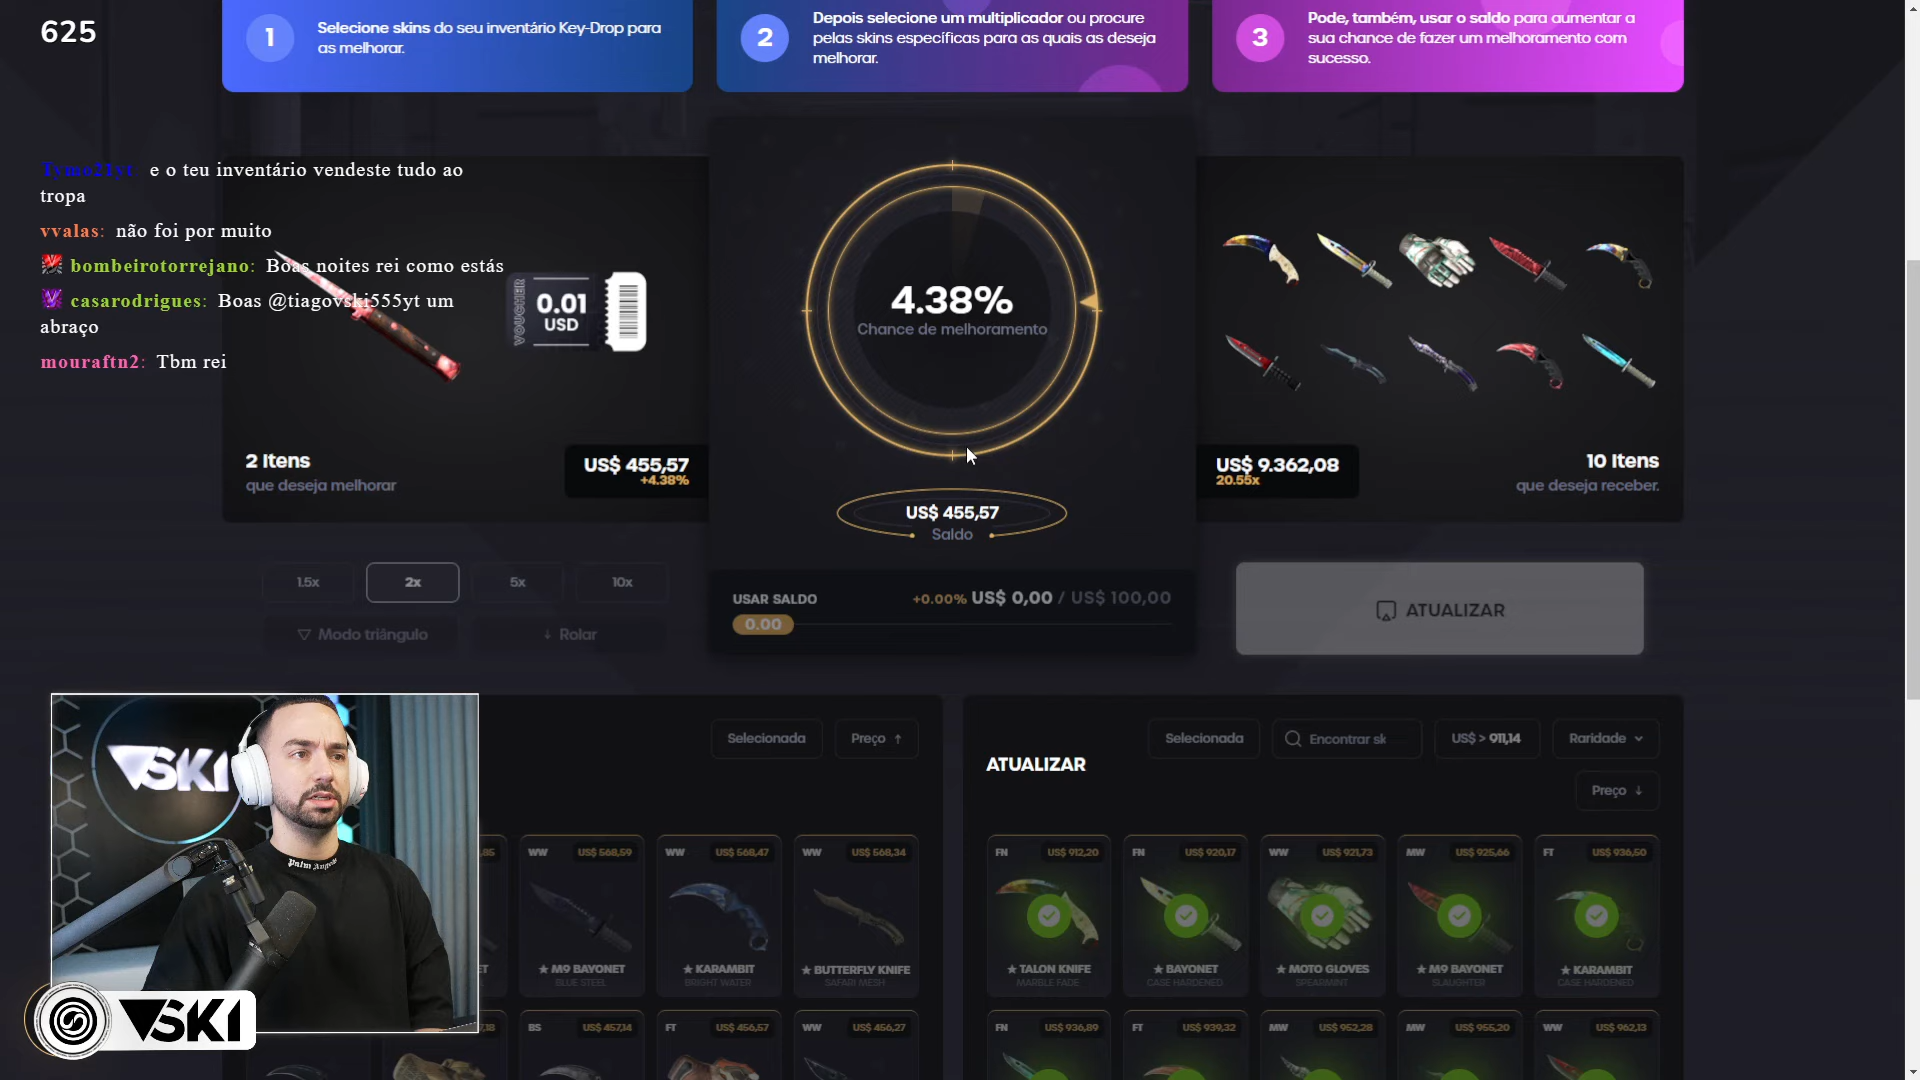 625
1
Selecione skins do seu inventário Key-Drop para
as melhorar.
2
Depois selecione um multiplicador ou procure
pelas skins específicas para as quais as deseja
melhorar.
3
Pode, também, usar o saldo para aumentar a
sua chance de fazer um melhoramento com
sucesso.
Tymo21yt: e o teu inventário vendeste tudo ao
tropa
vvalas: não foi por muito
bombeirotorrejano: Boas noites rei como estás
casarodrigues: Boas @tiagovski555yt um
abraço
mouraftn2: Tbm rei
VOUCHER
0.01
USD
4.38%
Chance de melhoramento
2 Itens
que deseja melhorar
US$ 455,57
+4.38%
US$ 9.362,08
20.55x
10 Itens
que deseja receber.
US$ 455,57
Saldo
1.5x
2x
5x
10x
Modo triângulo
Rolar
USAR SALDO
+0.00% US$ 0,00 / US$ 100,00
0.00
ATUALIZAR
Selecionada
Preço ↑
ATUALIZAR
Selecionada
Encontrar sk
US$ > 911,14
Raridade
Preço ↓
WW US$ 568,59
★ M9 BAYONET
BLUE STEEL
WW US$ 568,47
★ KARAMBIT
BRIGHT WATER
WW US$ 568,34
★ BUTTERFLY KNIFE
SAFARI MESH
FN US$ 912,20
★ TALON KNIFE
MARBLE FADE
FN US$ 920,17
★ BAYONET
CASE HARDENED
WW US$ 921,73
★ MOTO GLOVES
SPEARMINT
MW US$ 925,66
★ M9 BAYONET
SLAUGHTER
FT US$ 936,50
★ KARAMBIT
CASE HARDENED
BS US$ 457,14
FT US$ 456,57
WW US$ 456,27
FN US$ 936,89
FT US$ 939,32
MW US$ 952,28
MW US$ 955,20
WW US$ 962,13
VSKI
Palm Angels
VSKI